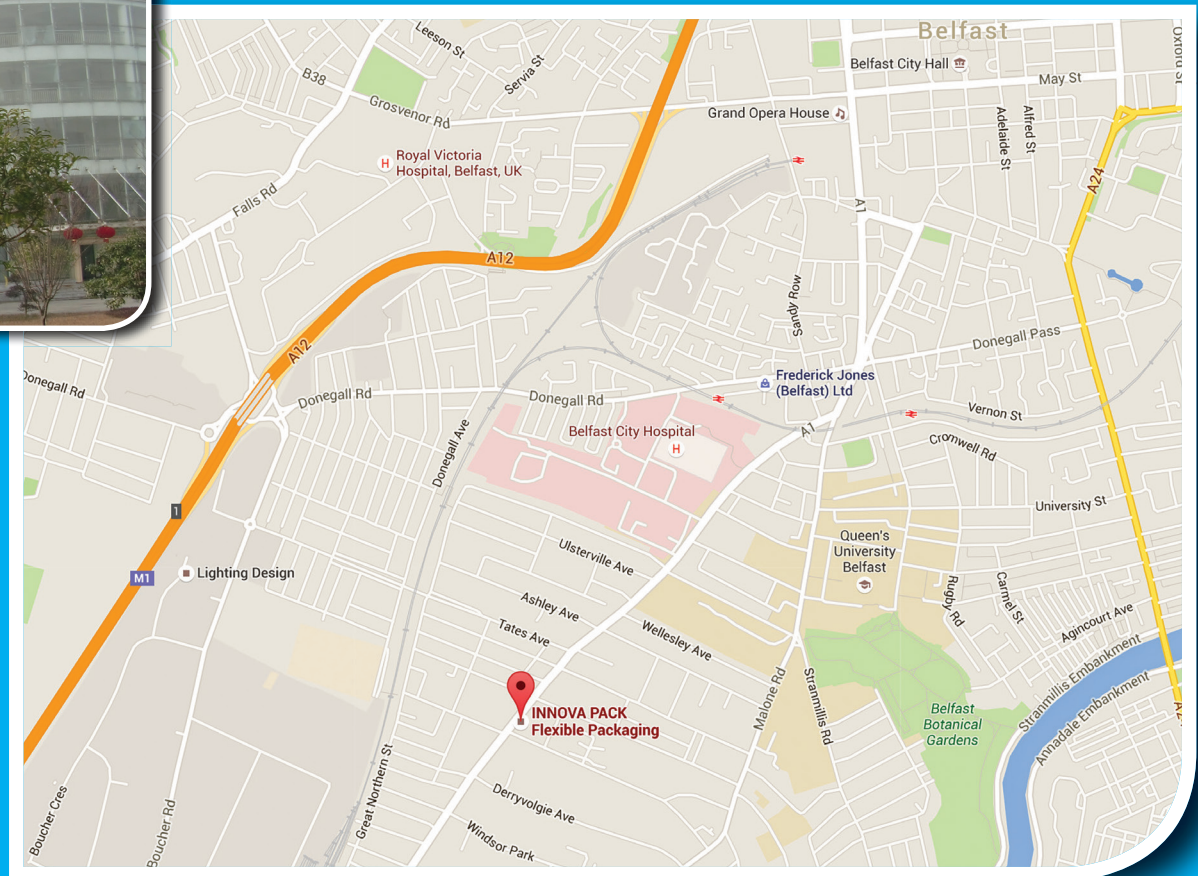 Belfast
Oxford St
Leeson St
Servia St
Belfast City Hall
B38
May St
Grosvenor Rd
Grand Opera House
Adelaide St
Alfred St
Royal Victoria
Hospital, Belfast, UK
H
A24
Falls Rd
A1
A12
Sandy Row
Donegall Pass
A12
Donegall Rd
Donegall Rd
Donegall Rd
Frederick Jones
(Belfast) Ltd
Vernon St
A1
Belfast City Hospital
H
Cromwell Rd
Donegall Ave
1
University St
Queen's
University
Belfast
Ulsterville Ave
M1
Lighting Design
Rugby Rd
Carmel St
Agincourt Ave
Ashley Ave
Tates Ave
Wellesley Ave
Malone Rd
Stranmillis Rd
Stranmillis Embankment
Annadale Embankment
INNOVA PACK
Flexible Packaging
Belfast
Botanical
Gardens
Great Northern St
Boucher Cres
Boucher Rd
Derryvolgie Ave
Windsor Park